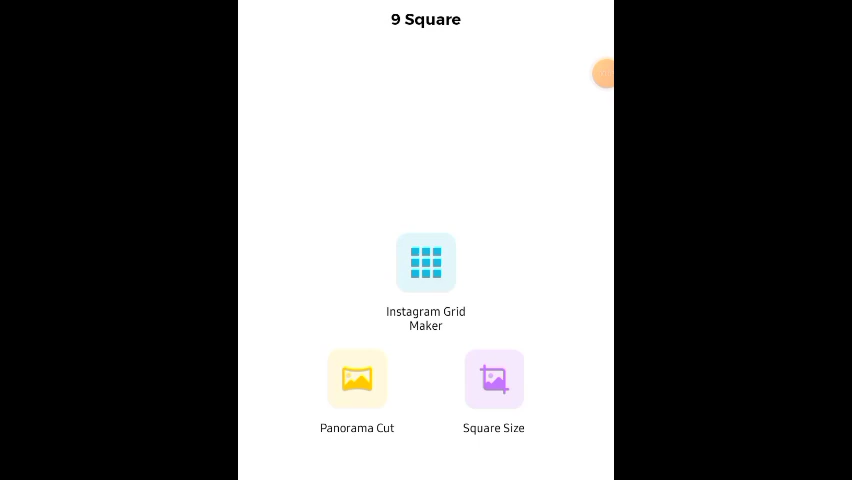 9 Square
Instagram Grid
Maker
Panorama Cut
Square Size